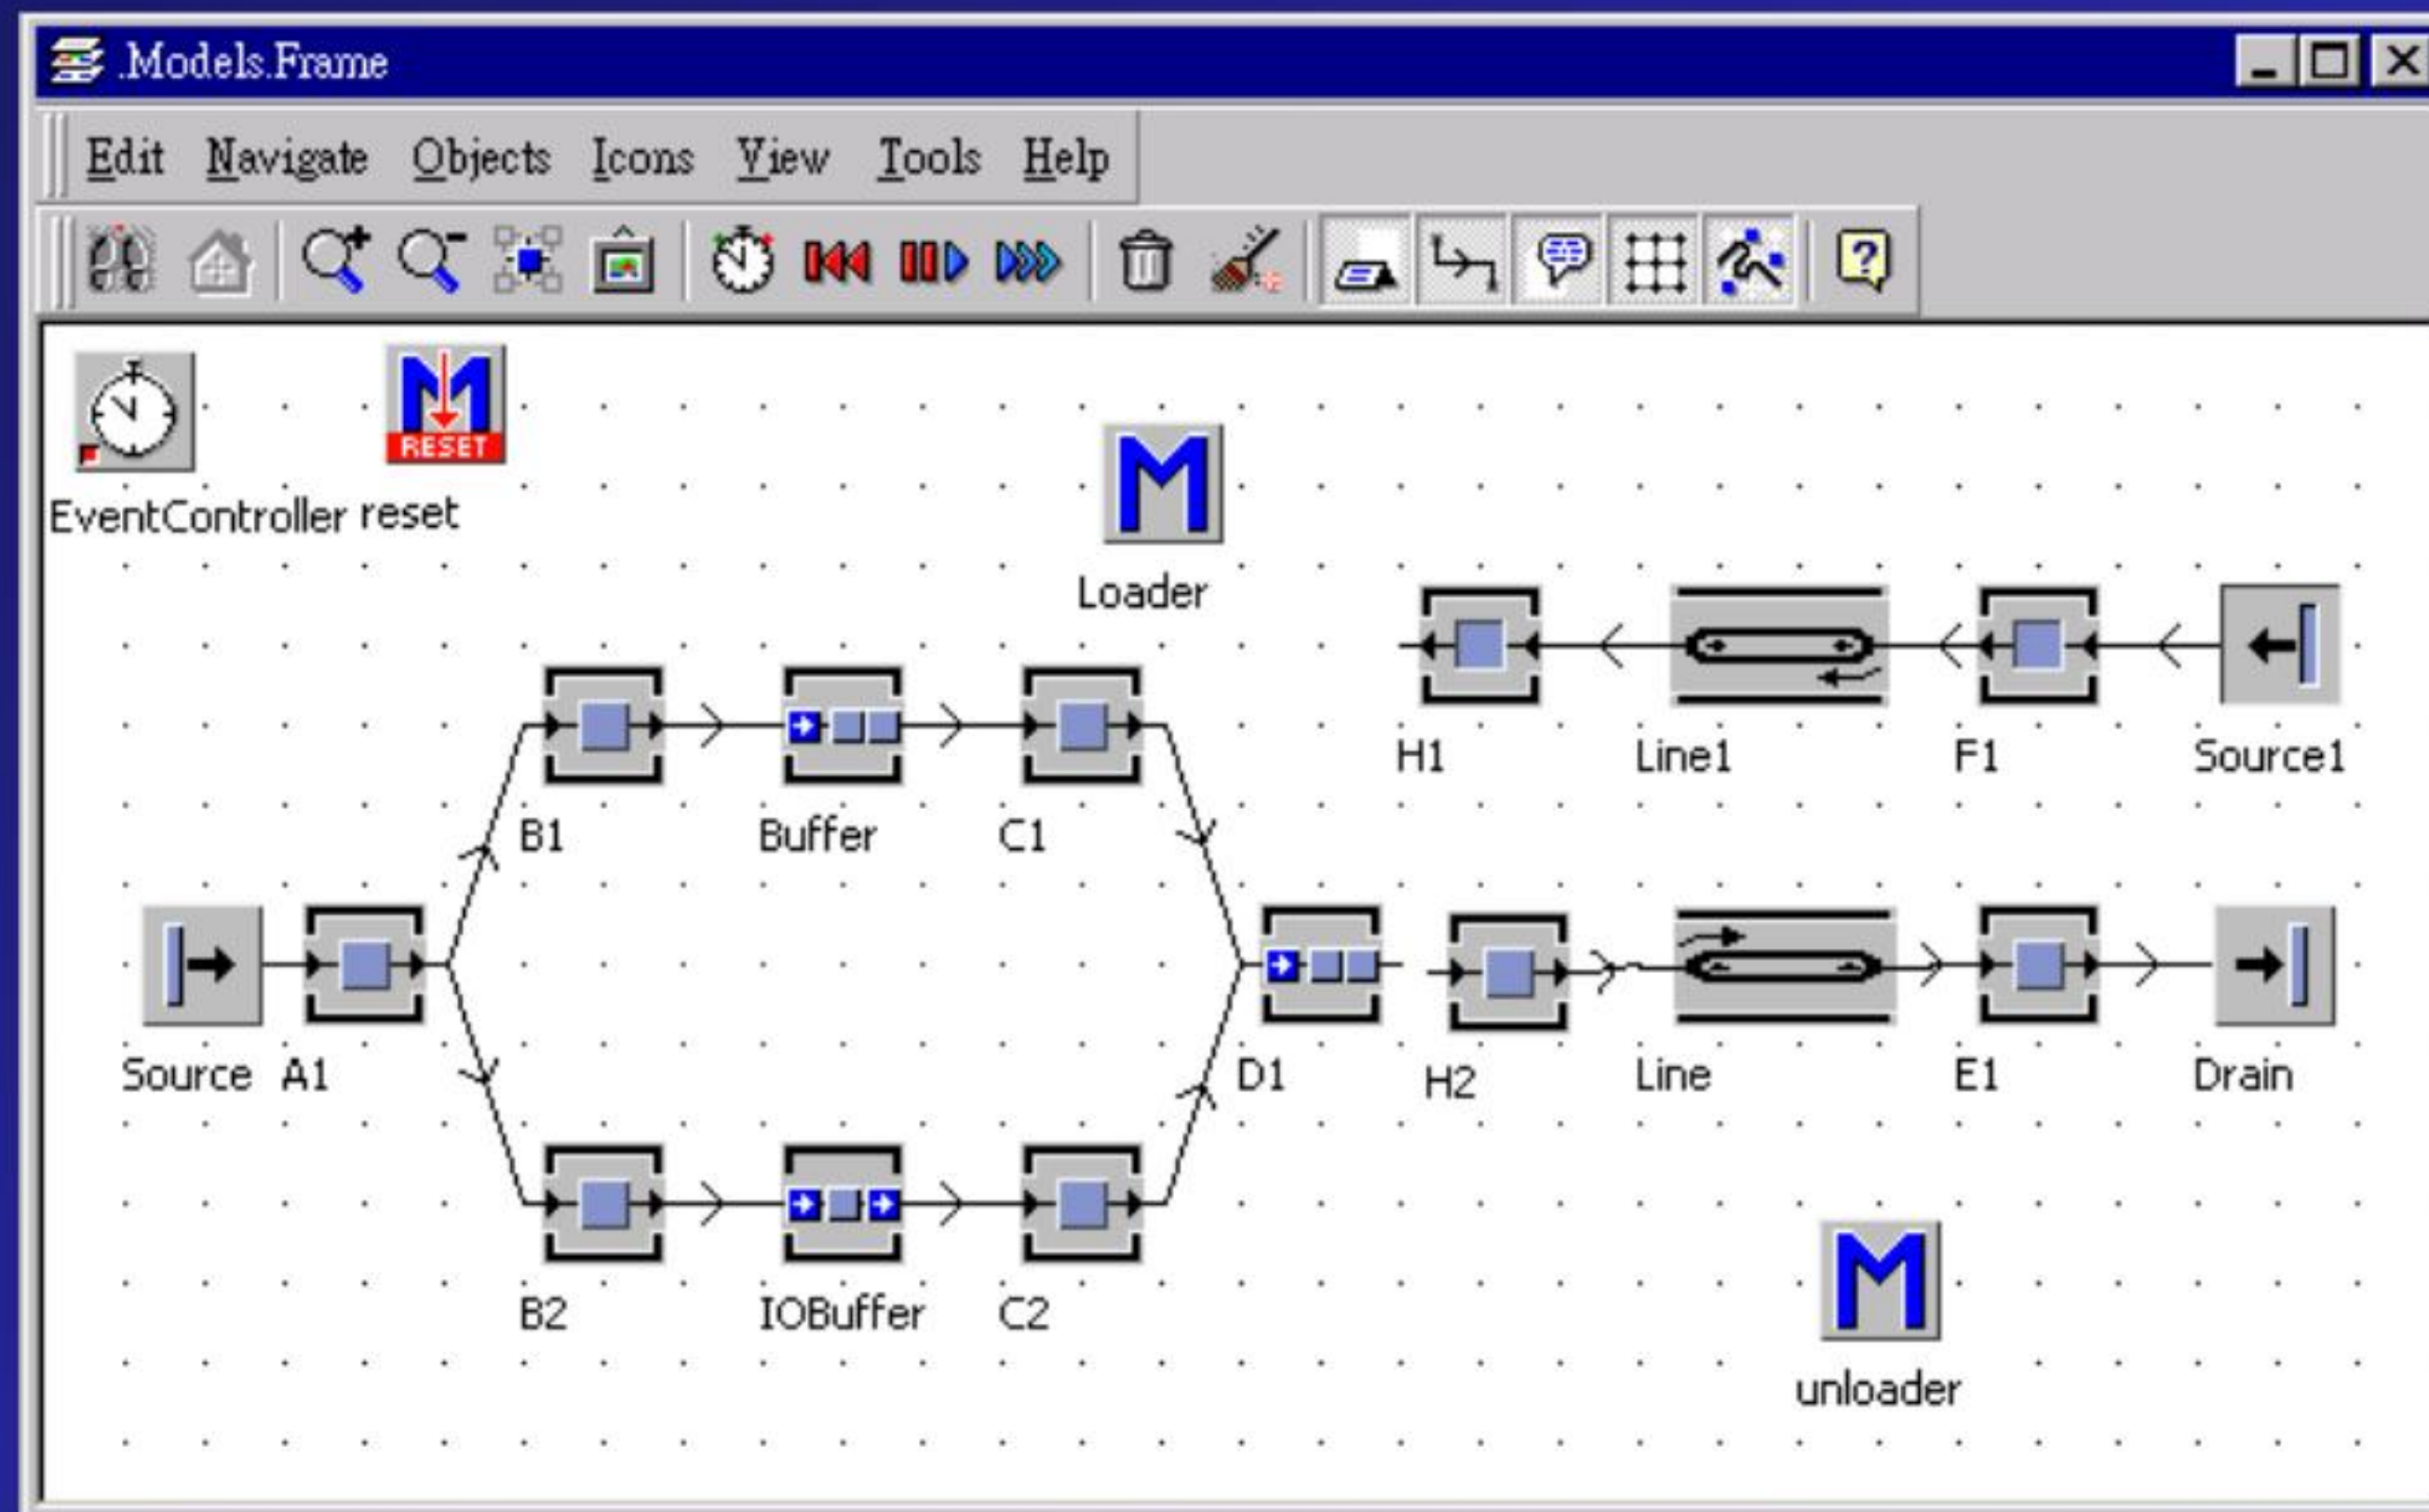 .Models.Frame
Edit Navigate Objects Icons View Tools Help
RESET
EventController reset
Loader
H1 Line1 F1 Source1
B1 Buffer C1
Source A1 D1 H2 Line E1 Drain
B2 IOBuffer C2
unloader